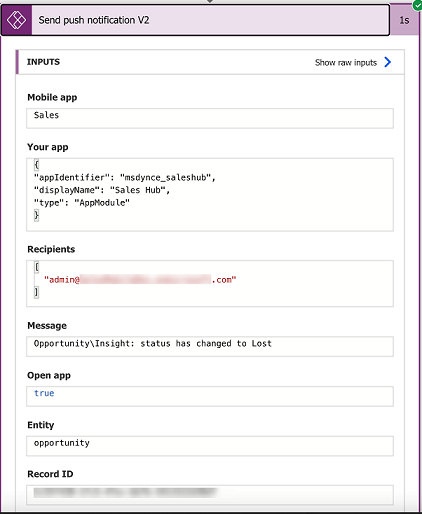 Send push notification V2
1s
INPUTS
Show raw inputs
Mobile app
Sales
Your app
{
"appIdentifier": "msdynce_saleshub",
"displayName": "Sales Hub",
"type": "AppModule"
}
Recipients
[
"admin@ .com"
]
Message
Opportunity\Insight: status has changed to Lost
Open app
true
Entity
opportunity
Record ID